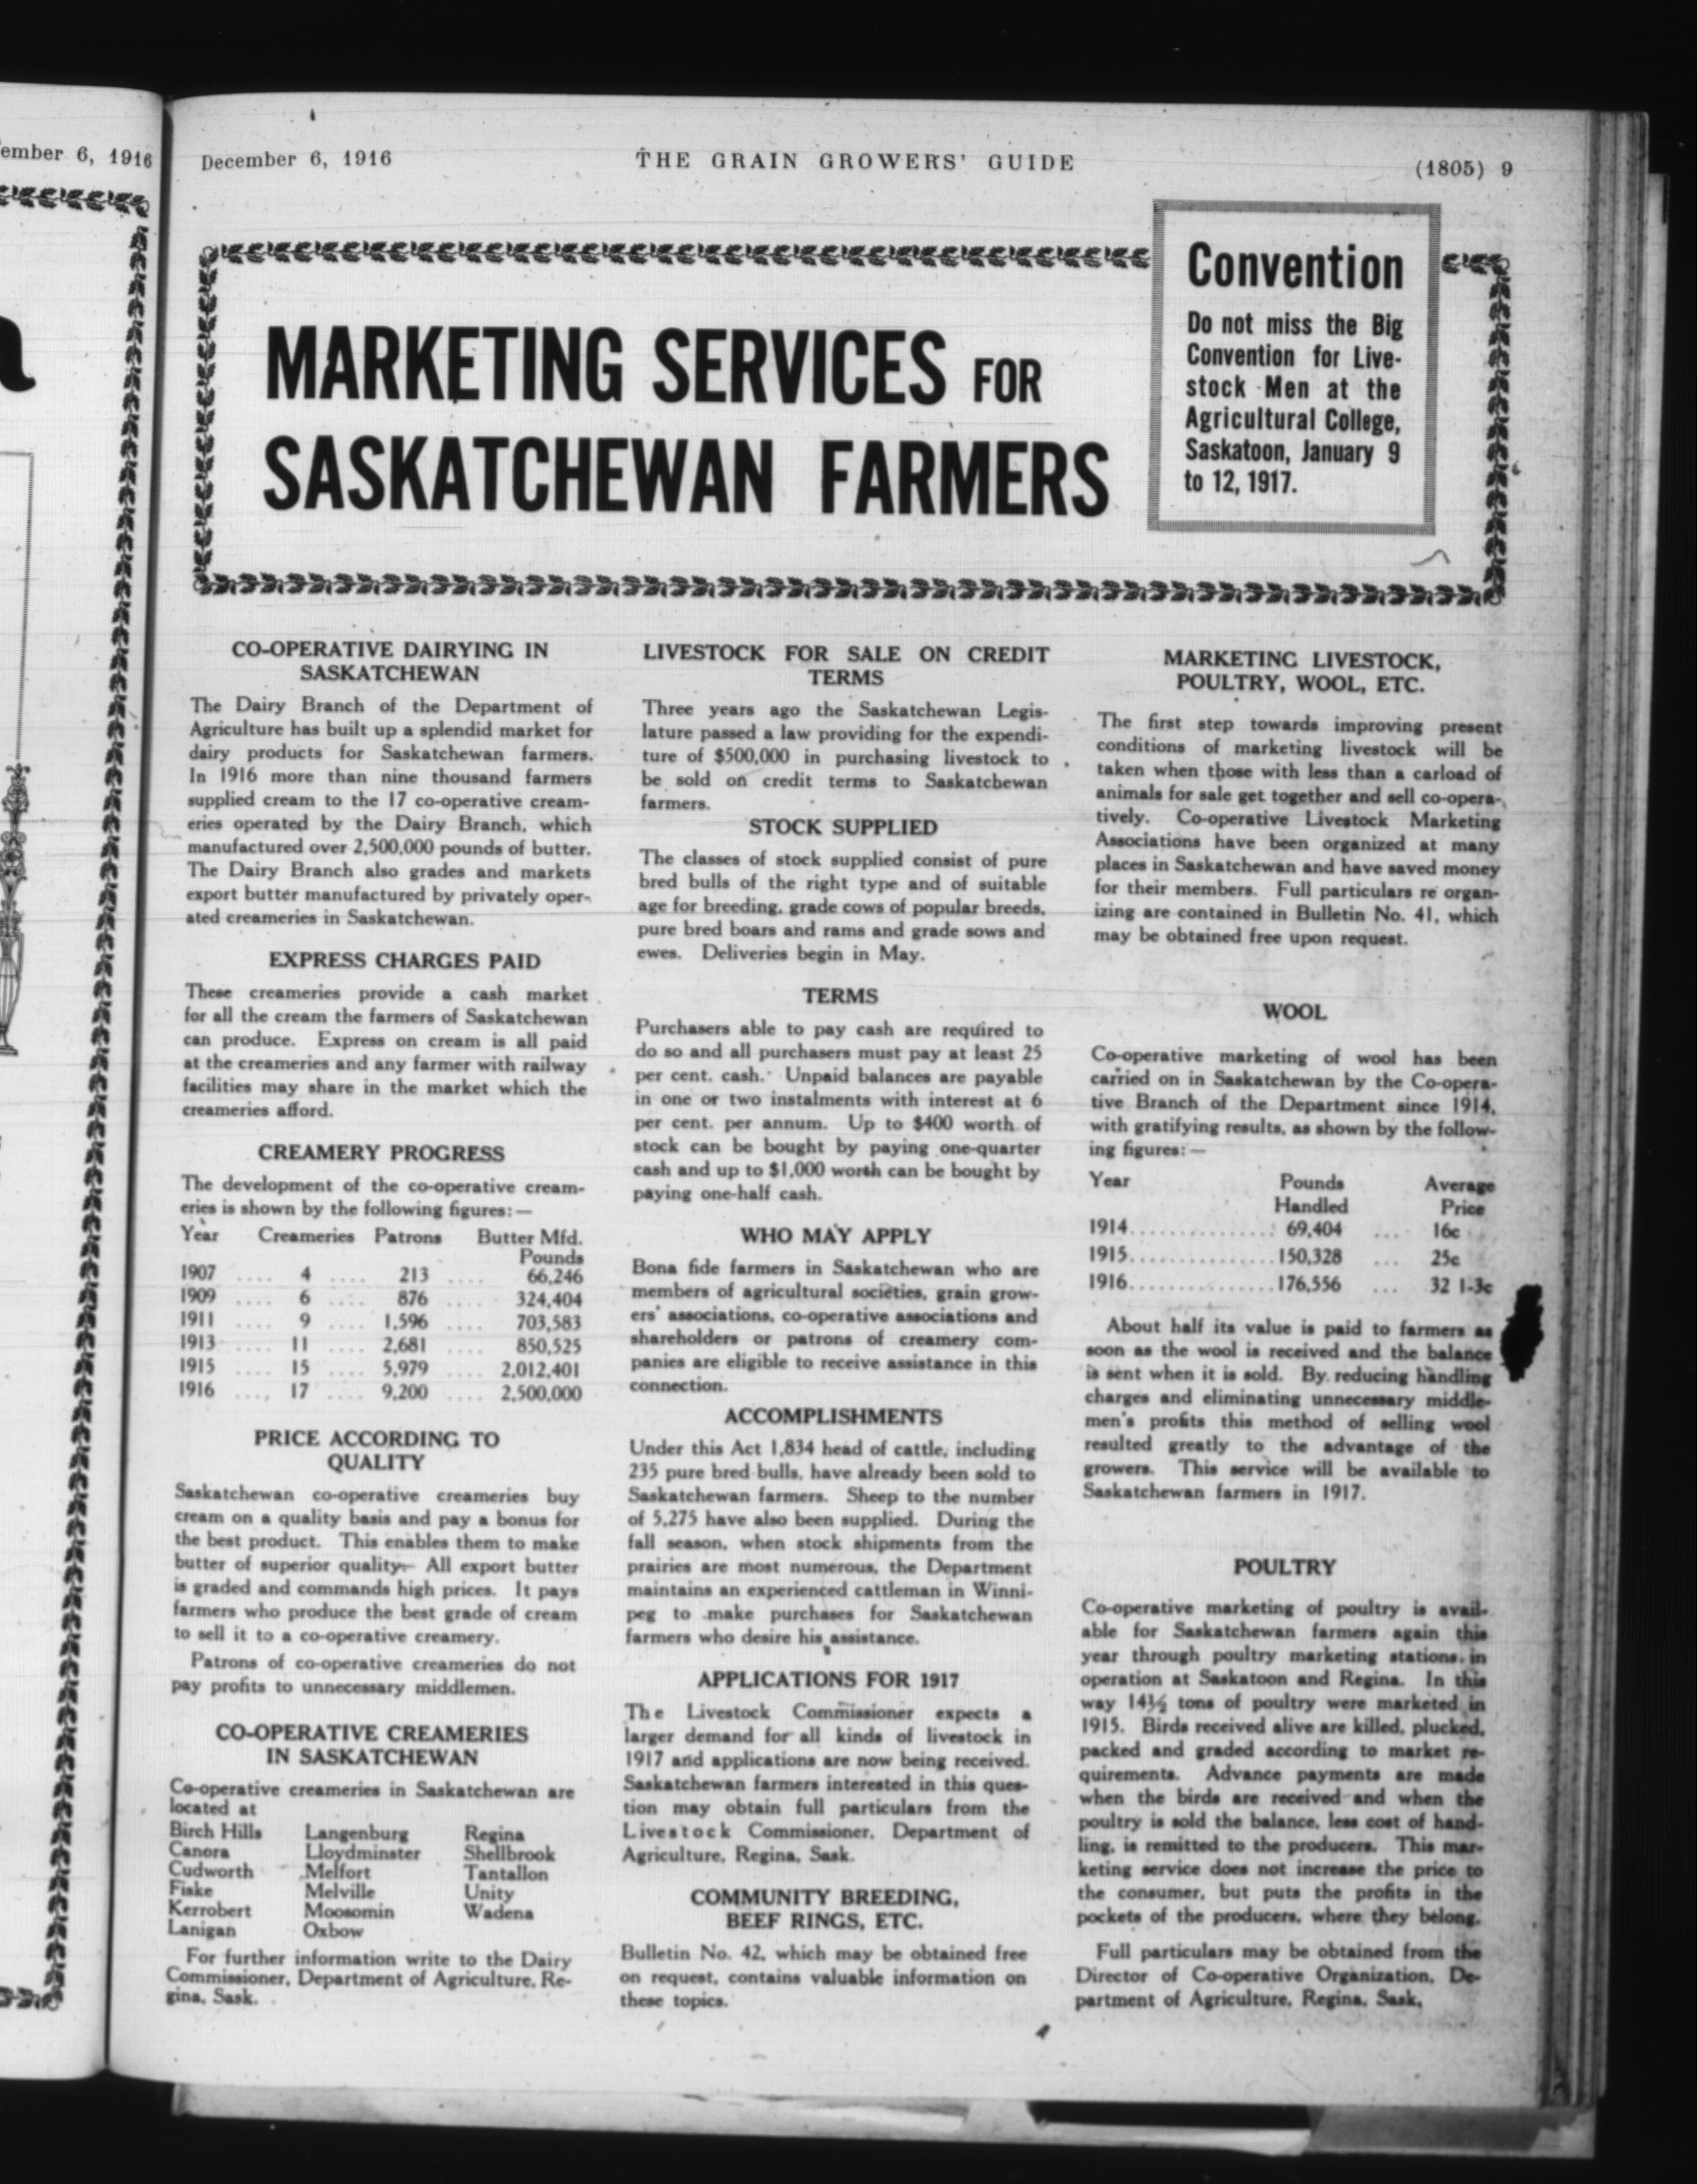 ember 6, 1916
December 6, 1916
THE GRAIN GROWERS' GUIDE
(1805) 9
MARKETING SERVICES FOR
SASKATCHEWAN FARMERS
Convention
Do not miss the Big
Convention for Live-
stock Men at the
Agricultural College,
Saskatoon, January 9
to 12, 1917.
CO-OPERATIVE DAIRYING IN
SASKATCHEWAN
The Dairy Branch of the Department of
Agriculture has built up a splendid market for
dairy products for Saskatchewan farmers.
In 1916 more than nine thousand farmers
supplied cream to the 17 co-operative cream-
eries operated by the Dairy Branch, which
manufactured over 2,500,000 pounds of butter.
The Dairy Branch also grades and markets
export butter manufactured by privately oper-
ated creameries in Saskatchewan.
EXPRESS CHARGES PAID
These creameries provide a cash market
for all the cream the farmers of Saskatchewan
can produce. Express on cream is all paid
at the creameries and any farmer with railway
facilities may share in the market which the
creameries afford.
CREAMERY PROGRESS
The development of the co-operative cream-
eries is shown by the following figures:—
Year Creameries Patrons Butter Mfd.
Pounds
1907 .... 4 .... 213 .... 66,246
1909 .... 6 .... 876 .... 324,404
1911 .... 9 .... 1,596 .... 703,583
1913 .... 11 .... 2,681 .... 850,525
1915 .... 15 .... 5,979 .... 2,012,401
1916 .... 17 .... 9,200 .... 2,500,000
PRICE ACCORDING TO
QUALITY
Saskatchewan co-operative creameries buy
cream on a quality basis and pay a bonus for
the best product. This enables them to make
butter of superior quality. All export butter
is graded and commands high prices. It pays
farmers who produce the best grade of cream
to sell it to a co-operative creamery.
Patrons of co-operative creameries do not
pay profits to unnecessary middlemen.
CO-OPERATIVE CREAMERIES
IN SASKATCHEWAN
Co-operative creameries in Saskatchewan are
located at
Birch Hills Langenburg Regina
Canora Lloydminster Shellbrook
Cudworth Melfort Tantallon
Fiske Melville Unity
Kerrobert Moosomin Wadena
Lanigan Oxbow
For further information write to the Dairy
Commissioner, Department of Agriculture, Re-
gina, Sask.
LIVESTOCK FOR SALE ON CREDIT
TERMS
Three years ago the Saskatchewan Legis-
lature passed a law providing for the expendi-
ture of $500,000 in purchasing livestock to
be sold on credit terms to Saskatchewan
farmers.
STOCK SUPPLIED
The classes of stock supplied consist of pure
bred bulls of the right type and of suitable
age for breeding, grade cows of popular breeds,
pure bred boars and rams and grade sows and
ewes. Deliveries begin in May.
TERMS
Purchasers able to pay cash are required to
do so and all purchasers must pay at least 25
per cent. cash. Unpaid balances are payable
in one or two instalments with interest at 6
per cent. per annum. Up to $400 worth of
stock can be bought by paying one-quarter
cash and up to $1,000 worth can be bought by
paying one-half cash.
WHO MAY APPLY
Bona fide farmers in Saskatchewan who are
members of agricultural societies, grain grow-
ers' associations, co-operative associations and
shareholders or patrons of creamery com-
panies are eligible to receive assistance in this
connection.
ACCOMPLISHMENTS
Under this Act 1,834 head of cattle, including
235 pure bred bulls, have already been sold to
Saskatchewan farmers. Sheep to the number
of 5,275 have also been supplied. During the
fall season, when stock shipments from the
prairies are most numerous, the Department
maintains an experienced cattleman in Winni-
peg to make purchases for Saskatchewan
farmers who desire his assistance.
APPLICATIONS FOR 1917
The Livestock Commissioner expects a
larger demand for all kinds of livestock in
1917 and applications are now being received.
Saskatchewan farmers interested in this ques-
tion may obtain full particulars from the
Livestock Commissioner, Department of
Agriculture, Regina, Sask.
COMMUNITY BREEDING,
BEEF RINGS, ETC.
Bulletin No. 42, which may be obtained free
on request, contains valuable information on
these topics.
MARKETING LIVESTOCK,
POULTRY, WOOL, ETC.
The first step towards improving present
conditions of marketing livestock will be
taken when those with less than a carload of
animals for sale get together and sell co-opera-
tively. Co-operative Livestock Marketing
Associations have been organized at many
places in Saskatchewan and have saved money
for their members. Full particulars re organ-
izing are contained in Bulletin No. 41, which
may be obtained free upon request.
WOOL
Co-operative marketing of wool has been
carried on in Saskatchewan by the Co-opera-
tive Branch of the Department since 1914,
with gratifying results, as shown by the follow-
ing figures:—
Year Pounds Average
Handled Price
1914................ 69,404 ... 16c
1915................150,328 ... 25c
1916................176,556 ... 32 1-3c
About half its value is paid to farmers as
soon as the wool is received and the balance
is sent when it is sold. By reducing handling
charges and eliminating unnecessary middle-
men's profits this method of selling wool
resulted greatly to the advantage of the
growers. This service will be available to
Saskatchewan farmers in 1917.
POULTRY
Co-operative marketing of poultry is avail-
able for Saskatchewan farmers again this
year through poultry marketing stations in
operation at Saskatoon and Regina. In this
way 14½ tons of poultry were marketed in
1915. Birds received alive are killed, plucked,
packed and graded according to market re-
quirements. Advance payments are made
when the birds are received and when the
poultry is sold the balance, less cost of hand-
ling, is remitted to the producers. This mar-
keting service does not increase the price to
the consumer, but puts the profits in the
pockets of the producers, where they belong.
Full particulars may be obtained from the
Director of Co-operative Organization, De-
partment of Agriculture, Regina, Sask.